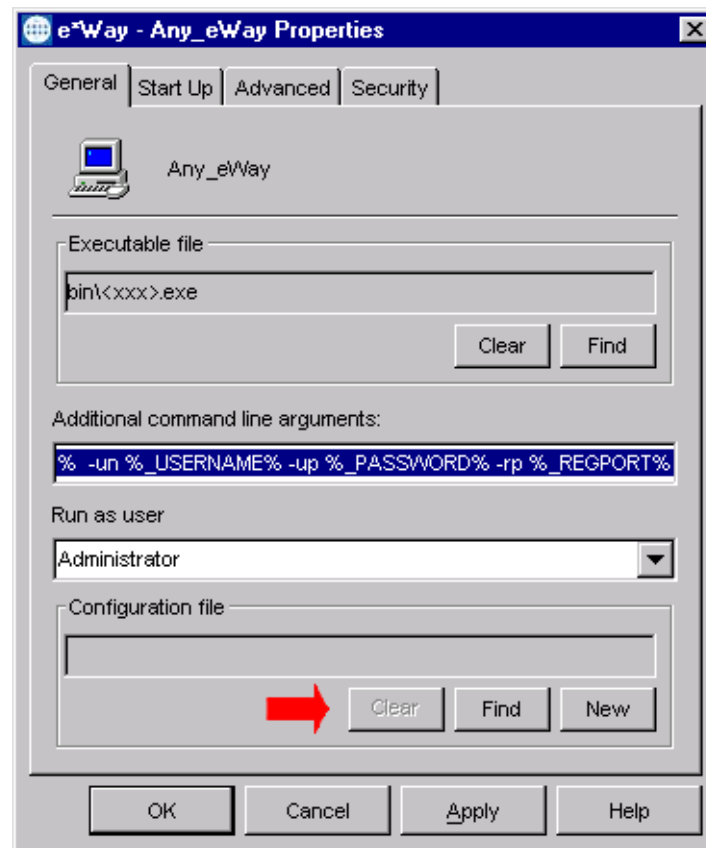 e*Way - Any_eWay Properties
General Start Up Advanced Security
Any_eWay
Executable file
bin\<xxx>.exe
Clear Find
Additional command line arguments:
% -un %_USERNAME% -up %_PASSWORD% -rp %_REGPORT%
Run as user
Administrator
Configuration file
Clear Find New
OK Cancel Apply Help